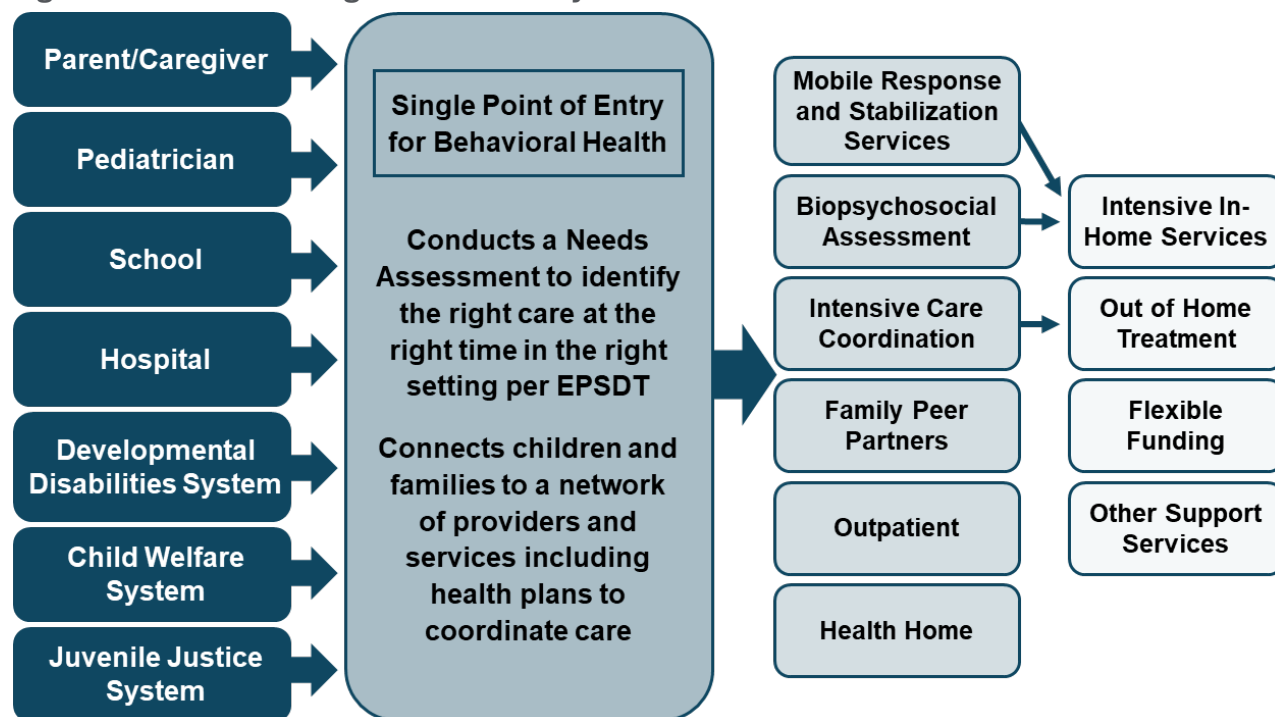 Parent/Caregiver
Pediatrician
School
Hospital
Developmental
Disabilities System
Child Welfare
System
Juvenile Justice
System
Single Point of Entry
for Behavioral Health
Conducts a Needs
Assessment to identify
the right care at the
right time in the right
setting per EPSDT
Connects children and
families to a network
of providers and
services including
health plans to
coordinate care
Mobile Response
and Stabilization
Services
Biopsychosocial
Assessment
Intensive Care
Coordination
Family Peer
Partners
Outpatient
Health Home
Intensive In-
Home Services
Out of Home
Treatment
Flexible
Funding
Other Support
Services